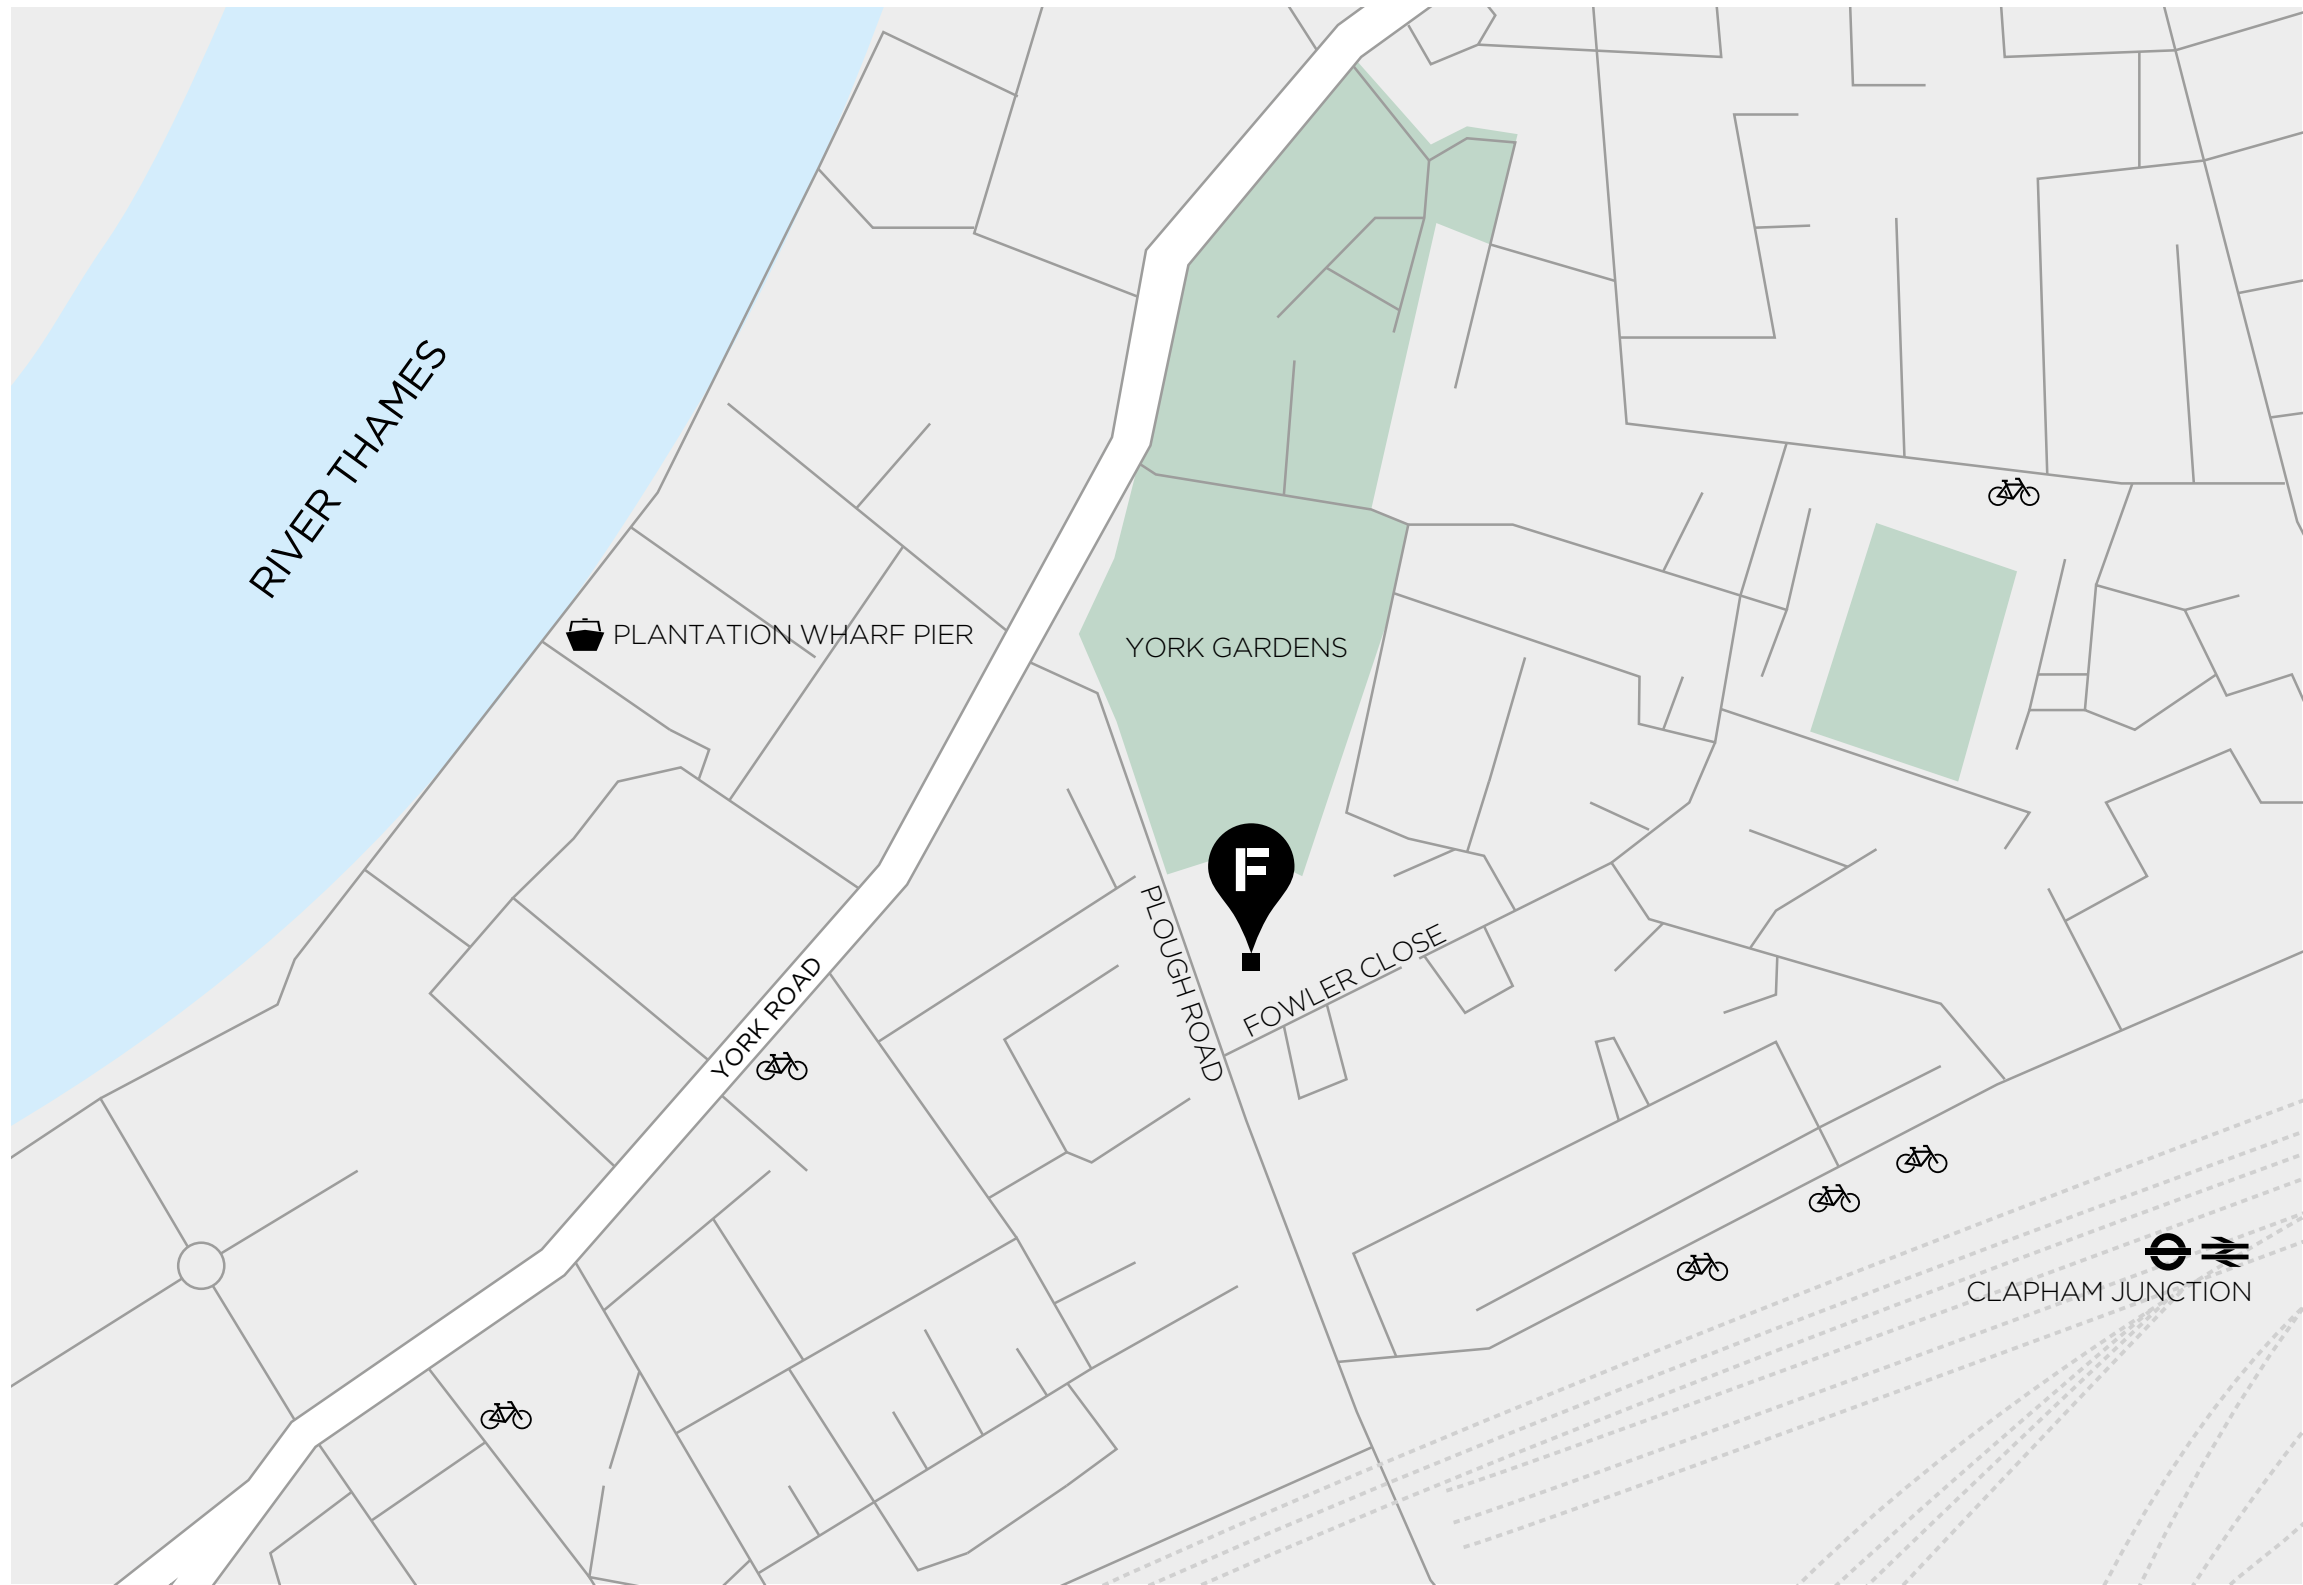 RIVER THAMES
PLANTATION WHARF PIER
YORK GARDENS
F
PLOUGH ROAD
FOWLER CLOSE
YORK ROAD
CLAPHAM JUNCTION